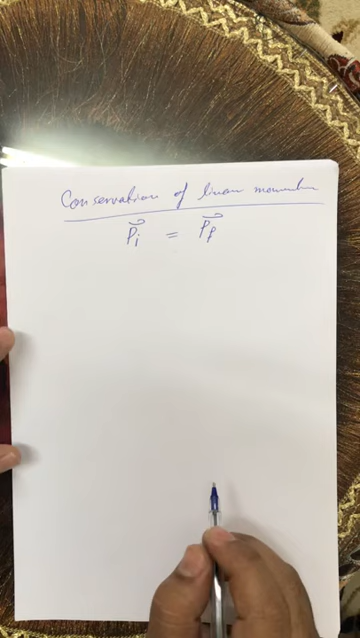 Conservation of linear momentum
P⃗i = P⃗f